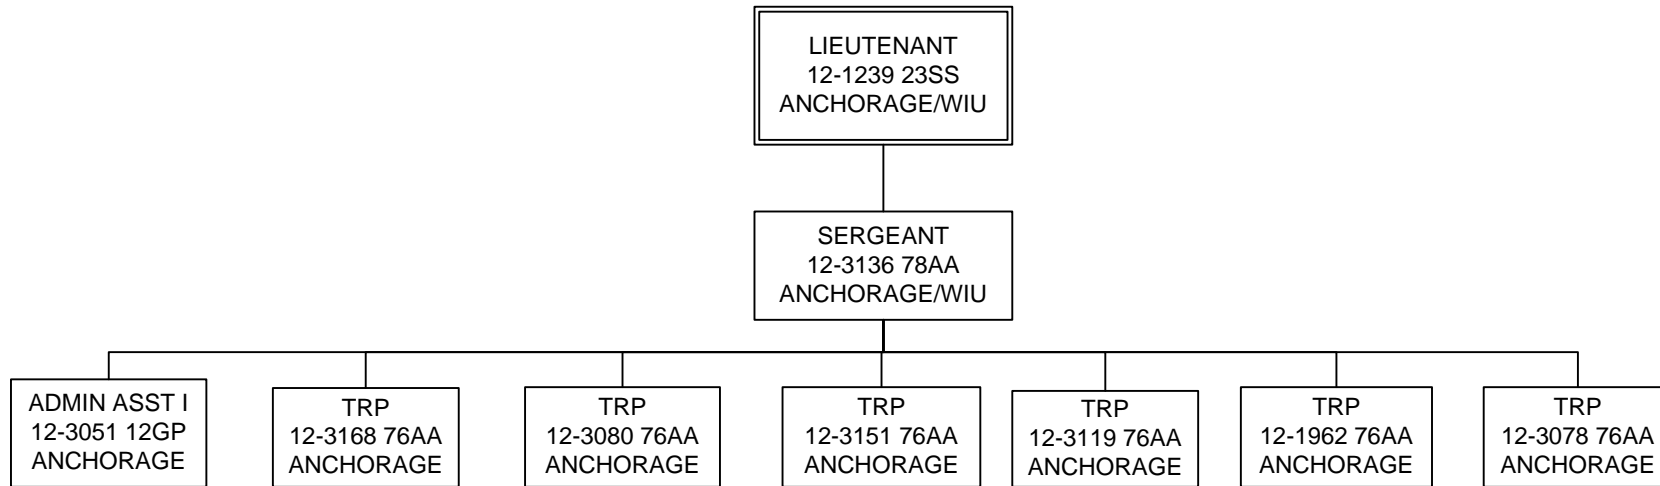 LIEUTENANT
12-1239 23SS
ANCHORAGE/WIU
SERGEANT
12-3136 78AA
ANCHORAGE/WIU
ADMIN ASST I
12-3051 12GP
ANCHORAGE
TRP
12-3168 76AA
ANCHORAGE
TRP
12-3080 76AA
ANCHORAGE
TRP
12-3151 76AA
ANCHORAGE
TRP
12-3119 76AA
ANCHORAGE
TRP
12-1962 76AA
ANCHORAGE
TRP
12-3078 76AA
ANCHORAGE